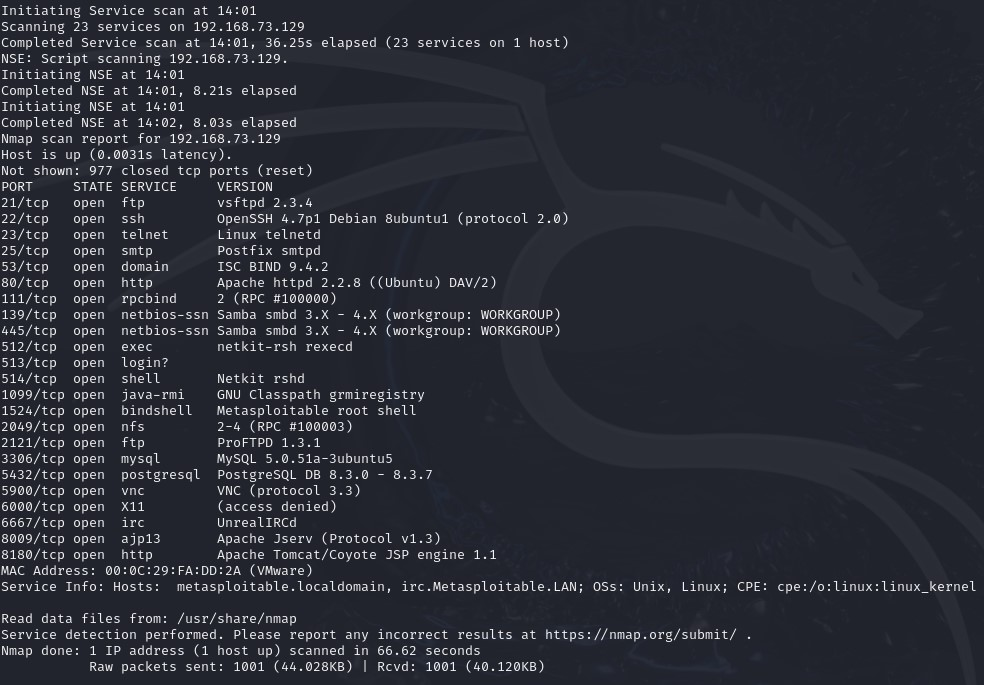 Initiating Service scan at 14:01
Scanning 23 services on 192.168.73.129
Completed Service scan at 14:01, 36.25s elapsed (23 services on 1 host)
NSE: Script scanning 192.168.73.129.
Initiating NSE at 14:01
Completed NSE at 14:01, 8.21s elapsed
Initiating NSE at 14:01
Completed NSE at 14:02, 8.03s elapsed
Nmap scan report for 192.168.73.129
Host is up (0.0031s latency).
Not shown: 977 closed tcp ports (reset)
PORT     STATE SERVICE     VERSION
21/tcp   open  ftp         vsftpd 2.3.4
22/tcp   open  ssh         OpenSSH 4.7p1 Debian 8ubuntu1 (protocol 2.0)
23/tcp   open  telnet      Linux telnetd
25/tcp   open  smtp        Postfix smtpd
53/tcp   open  domain      ISC BIND 9.4.2
80/tcp   open  http        Apache httpd 2.2.8 ((Ubuntu) DAV/2)
111/tcp  open  rpcbind     2 (RPC #100000)
139/tcp  open  netbios-ssn Samba smbd 3.X - 4.X (workgroup: WORKGROUP)
445/tcp  open  netbios-ssn Samba smbd 3.X - 4.X (workgroup: WORKGROUP)
512/tcp  open  exec        netkit-rsh rexecd
513/tcp  open  login?
514/tcp  open  shell       Netkit rshd
1099/tcp open  java-rmi    GNU Classpath grmiregistry
1524/tcp open  bindshell   Metasploitable root shell
2049/tcp open  nfs         2-4 (RPC #100003)
2121/tcp open  ftp         ProFTPD 1.3.1
3306/tcp open  mysql       MySQL 5.0.51a-3ubuntu5
5432/tcp open  postgresql  PostgreSQL DB 8.3.0 - 8.3.7
5900/tcp open  vnc         VNC (protocol 3.3)
6000/tcp open  X11         (access denied)
6667/tcp open  irc         UnrealIRCd
8009/tcp open  ajp13       Apache Jserv (Protocol v1.3)
8180/tcp open  http        Apache Tomcat/Coyote JSP engine 1.1
MAC Address: 00:0C:29:FA:DD:2A (VMware)
Service Info: Hosts:  metasploitable.localdomain, irc.Metasploitable.LAN; OSs: Unix, Linux; CPE: cpe:/o:linux:linux_kernel

Read data files from: /usr/share/nmap
Service detection performed. Please report any incorrect results at https://nmap.org/submit/ .
Nmap done: 1 IP address (1 host up) scanned in 66.62 seconds
           Raw packets sent: 1001 (44.028KB) | Rcvd: 1001 (40.120KB)